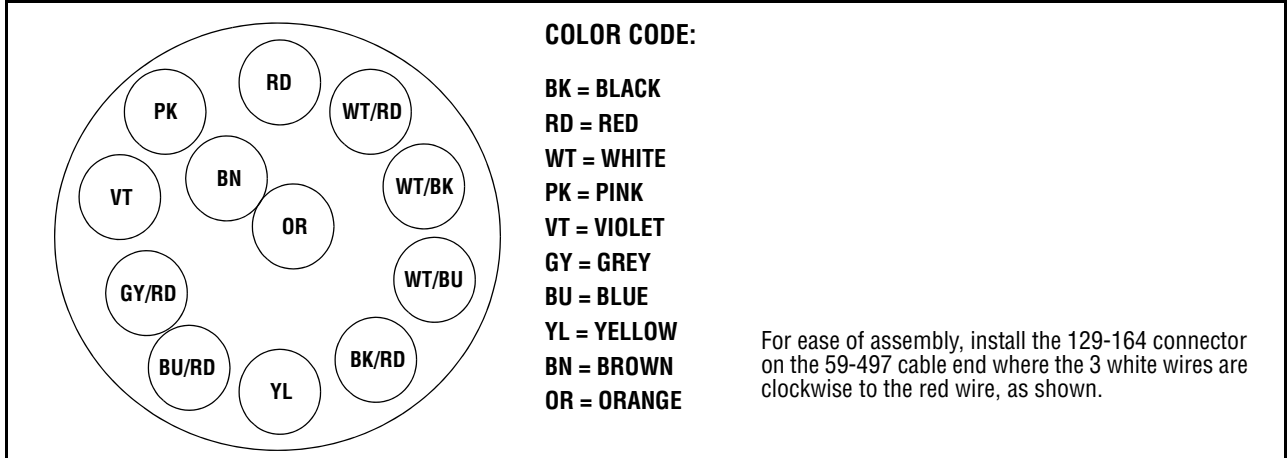 RD
PK
WT/RD
BN
WT/BK
VT
OR
WT/BU
GY/RD
BU/RD
BK/RD
YL
COLOR CODE:
BK = BLACK
RD = RED
WT = WHITE
PK = PINK
VT = VIOLET
GY = GREY
BU = BLUE
YL = YELLOW
BN = BROWN
OR = ORANGE
For ease of assembly, install the 129-164 connector
on the 59-497 cable end where the 3 white wires are
clockwise to the red wire, as shown.